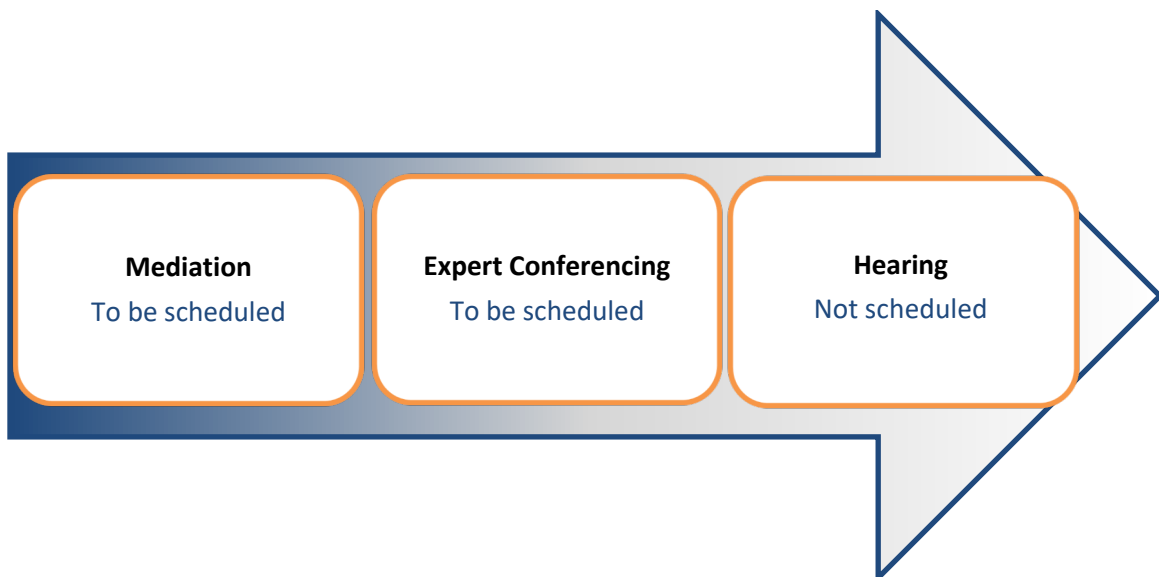 Mediation
To be scheduled
Expert Conferencing
To be scheduled
Hearing
Not scheduled